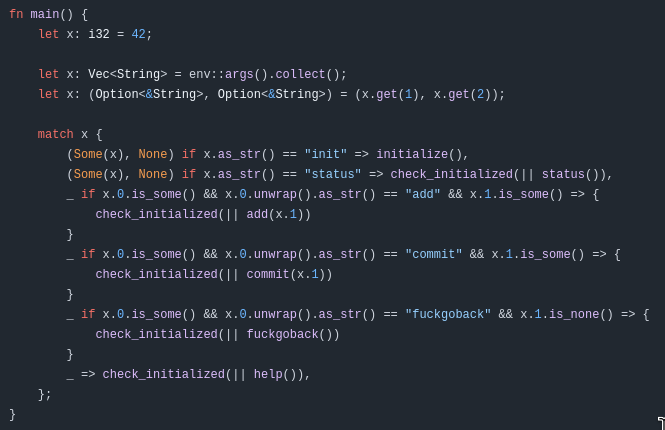 fn main() {
    let x: i32 = 42;

    let x: Vec<String> = env::args().collect();
    let x: (Option<&String>, Option<&String>) = (x.get(1), x.get(2));

    match x {
        (Some(x), None) if x.as_str() == "init" => initialize(),
        (Some(x), None) if x.as_str() == "status" => check_initialized(|| status()),
        _ if x.0.is_some() && x.0.unwrap().as_str() == "add" && x.1.is_some() => {
            check_initialized(|| add(x.1))
        }
        _ if x.0.is_some() && x.0.unwrap().as_str() == "commit" && x.1.is_some() => {
            check_initialized(|| commit(x.1))
        }
        _ if x.0.is_some() && x.0.unwrap().as_str() == "fuckgoback" && x.1.is_none() => {
            check_initialized(|| fuckgoback())
        }
        _ => check_initialized(|| help()),
    };
}